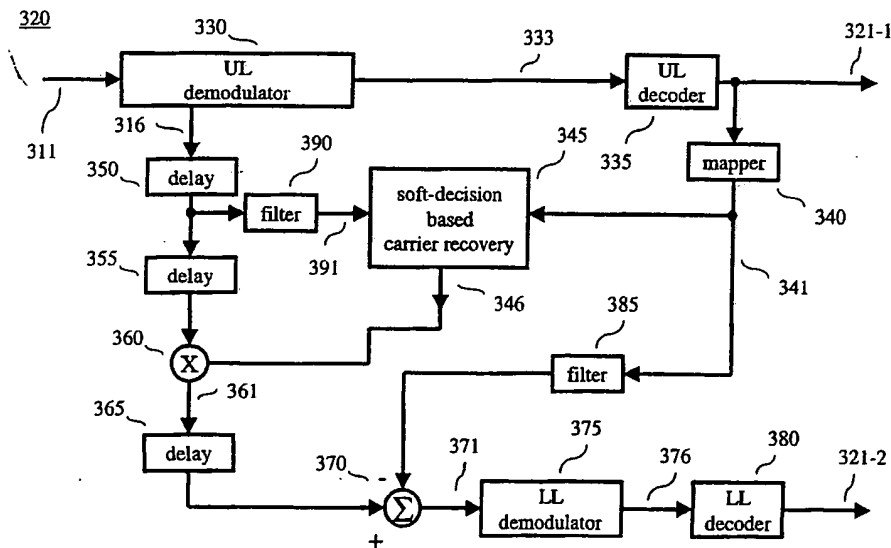 320
330
333
321-1
UL
demodulator
UL
decoder
311
316
335
mapper
340
350
delay
390
filter
391
345
soft-decision
based
carrier recovery
346
341
355
delay
360
X
361
385
filter
365
delay
370
-
+
Σ
371
375
LL
demodulator
376
380
LL
decoder
321-2